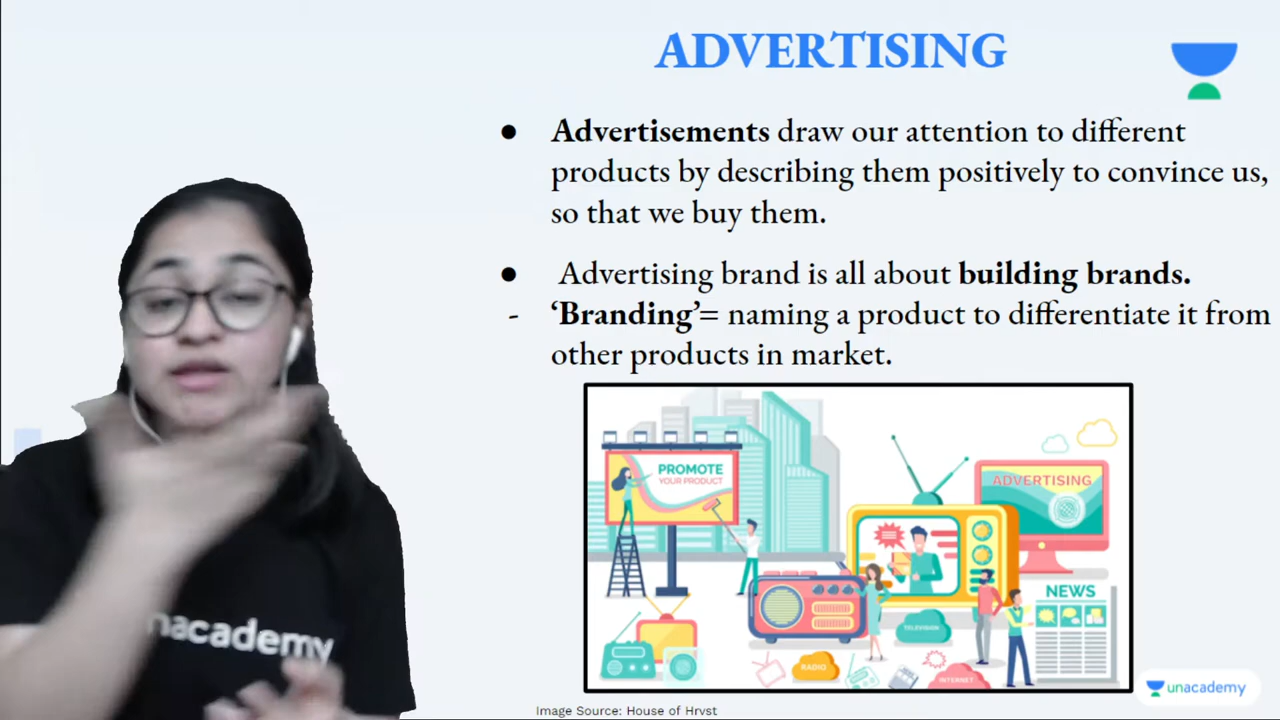 ADVERTISING
● Advertisements draw our attention to different
products by describing them positively to convince us,
so that we buy them.
● Advertising brand is all about building brands.
- ‘Branding’= naming a product to differentiate it from
other products in market.
PROMOTE
YOUR PRODUCT
ADVERTISING
NEWS
TELEVISION
RADIO
INTERNET
nacademy
unacademy
Image Source: House of Hrvst